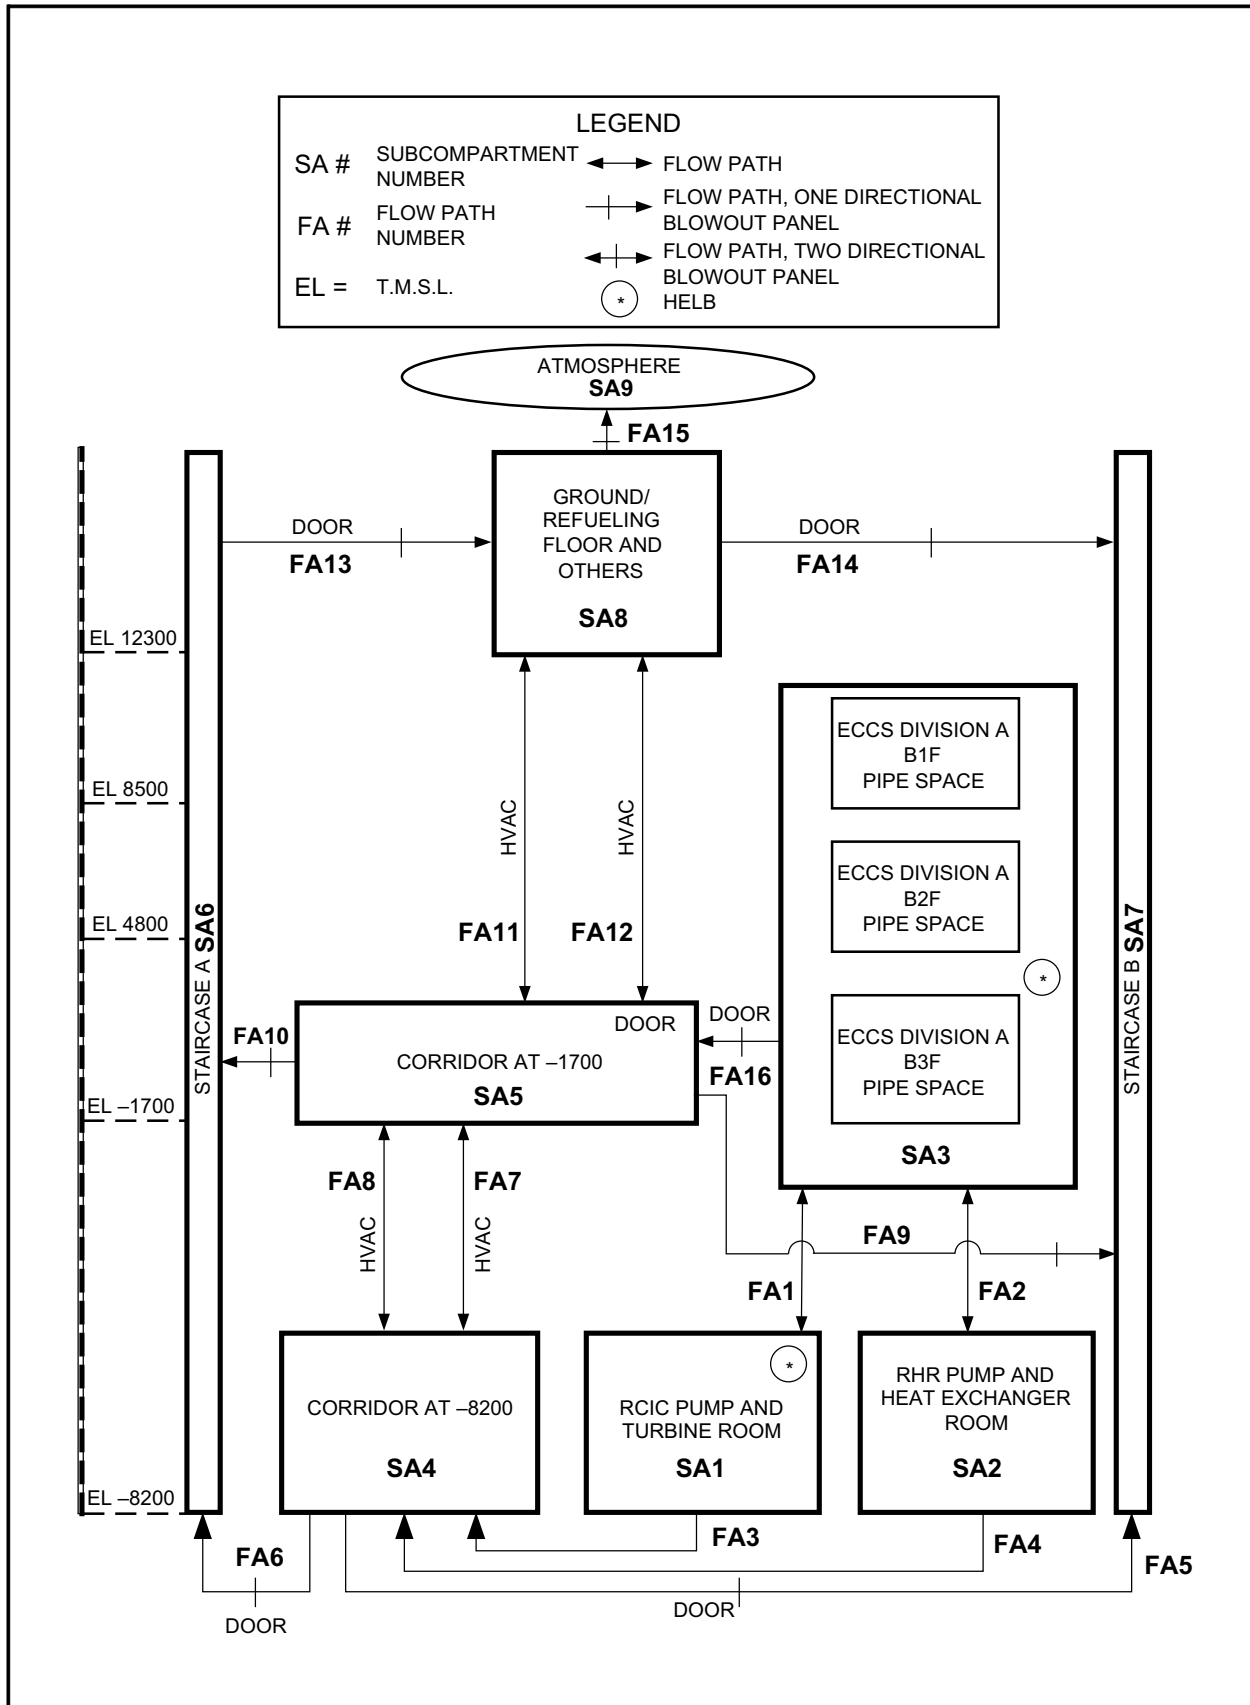 LEGEND
SA #
SUBCOMPARTMENT
NUMBER
FLOW PATH
FA #
FLOW PATH
NUMBER
FLOW PATH, ONE DIRECTIONAL
BLOWOUT PANEL
EL =
T.M.S.L.
FLOW PATH, TWO DIRECTIONAL
BLOWOUT PANEL
*
HELB
ATMOSPHERE
SA9
FA15
GROUND/
REFUELING
FLOOR AND
OTHERS
SA8
DOOR
FA13
DOOR
FA14
EL 12300
EL 8500
EL 4800
EL –1700
EL –8200
STAIRCASE A SA6
STAIRCASE B SA7
HVAC
HVAC
FA11
FA12
ECCS DIVISION A
B1F
PIPE SPACE
ECCS DIVISION A
B2F
PIPE SPACE
*
ECCS DIVISION A
B3F
PIPE SPACE
SA3
FA10
DOOR
CORRIDOR AT –1700
SA5
DOOR
FA16
FA8
FA7
HVAC
HVAC
FA9
FA1
FA2
CORRIDOR AT –8200
SA4
*
RCIC PUMP AND
TURBINE ROOM
SA1
RHR PUMP AND
HEAT EXCHANGER
ROOM
SA2
FA6
DOOR
FA3
FA4
FA5
DOOR